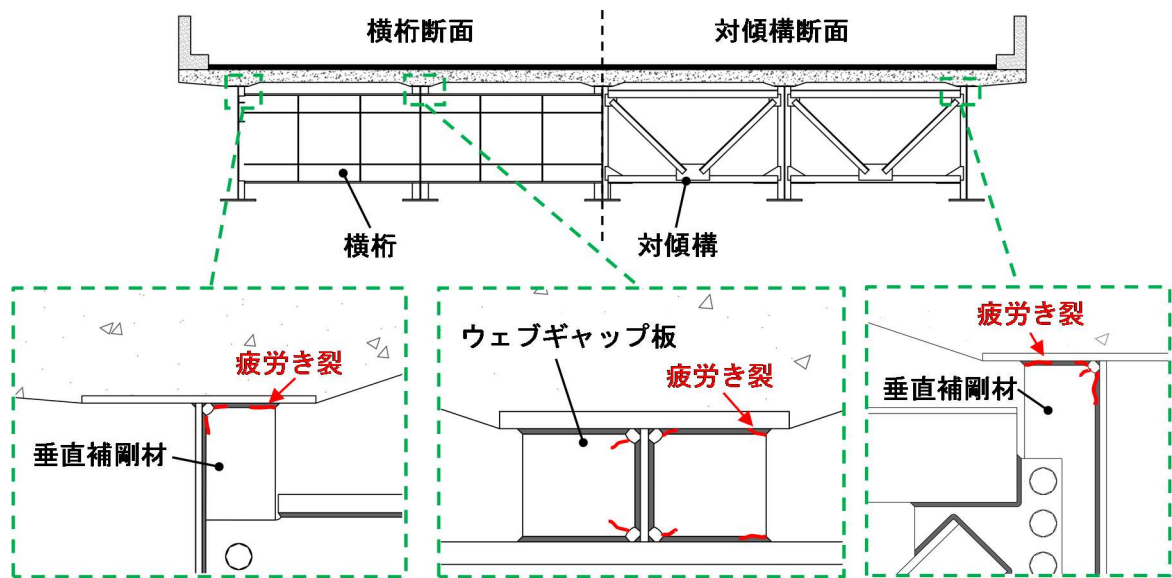 横桁断面
対傾構断面
横桁
対傾構
疲労き裂
垂直補剛材
ウェブギャップ板
疲労き裂
疲労き裂
垂直補剛材